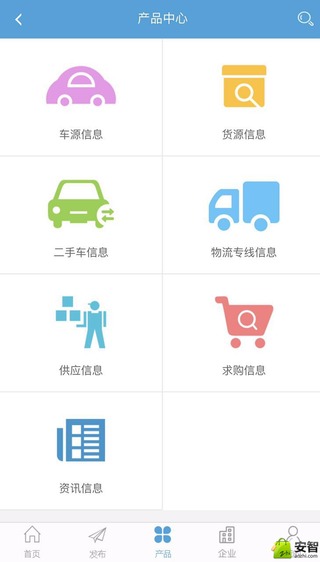 产品中心
车源信息
货源信息
二手车信息
物流专线信息
供应信息
求购信息
资讯信息
首页
发布
产品
企业
安智
anzhi.com